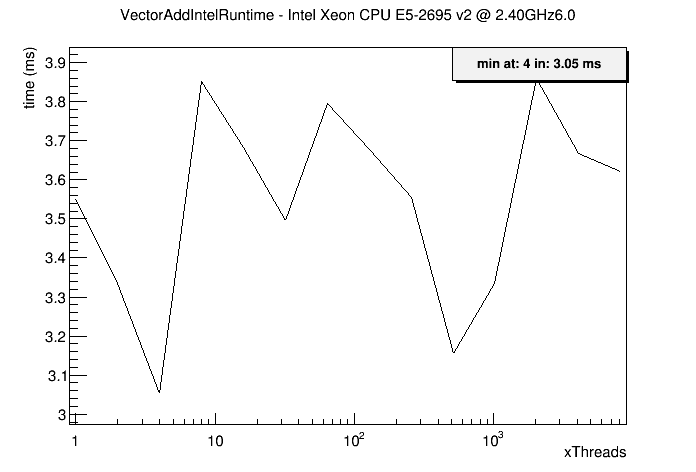 VectorAddIntelRuntime - Intel Xeon CPU E5-2695 v2 @ 2.40GHz6.0
time (ms)
min at: 4 in: 3.05 ms
3.9
3.8
3.7
3.6
3.5
3.4
3.3
3.2
3.1
3
1 10 10² 10³
xThreads